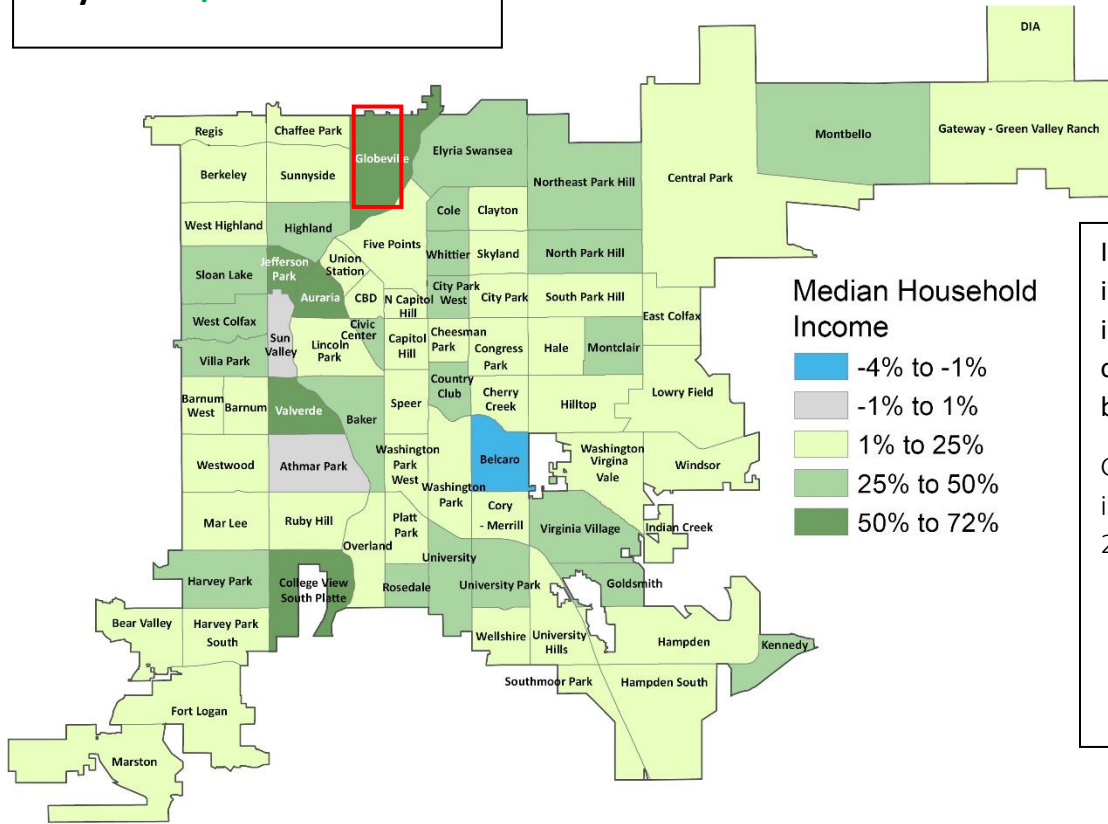 DIA
Regis
Chaffee Park
Globeville
Elyria Swansea
Montbello
Gateway - Green Valley Ranch
Berkeley
Sunnyside
Northeast Park Hill
Central Park
Cole
Clayton
West Highland
Highland
Five Points
Whittier
Skyland
North Park Hill
Sloan Lake
Jefferson
Park
Union
Station
Auraria
CBD
N Capitol
Hill
City Park
West
City Park
South Park Hill
East Colfax
West Colfax
Sun
Valley
Lincoln
Park
Civic
Center
Capitol
Hill
Cheesman
Park
Congress
Park
Hale
Montclair
Villa Park
Country
Club
Cherry
Creek
Hilltop
Lowry Field
Barnum
West
Barnum
Valverde
Baker
Speer
Westwood
Athmar Park
Washington
Park
West
Washington
Park
Belcaro
Washington
Virgina
Vale
Windsor
Mar Lee
Ruby Hill
Overland
Platt
Park
Cory
- Merrill
Virginia Village
Indian Creek
University
Harvey Park
College View
South Platte
Rosedale
University Park
Goldsmith
Bear Valley
Harvey Park
South
Wellshire
University
Hills
Hampden
Kennedy
Southmoor Park
Hampden South
Fort Logan
Marston
Median Household
Income
-4% to -1%
-1% to 1%
1% to 25%
25% to 50%
50% to 72%